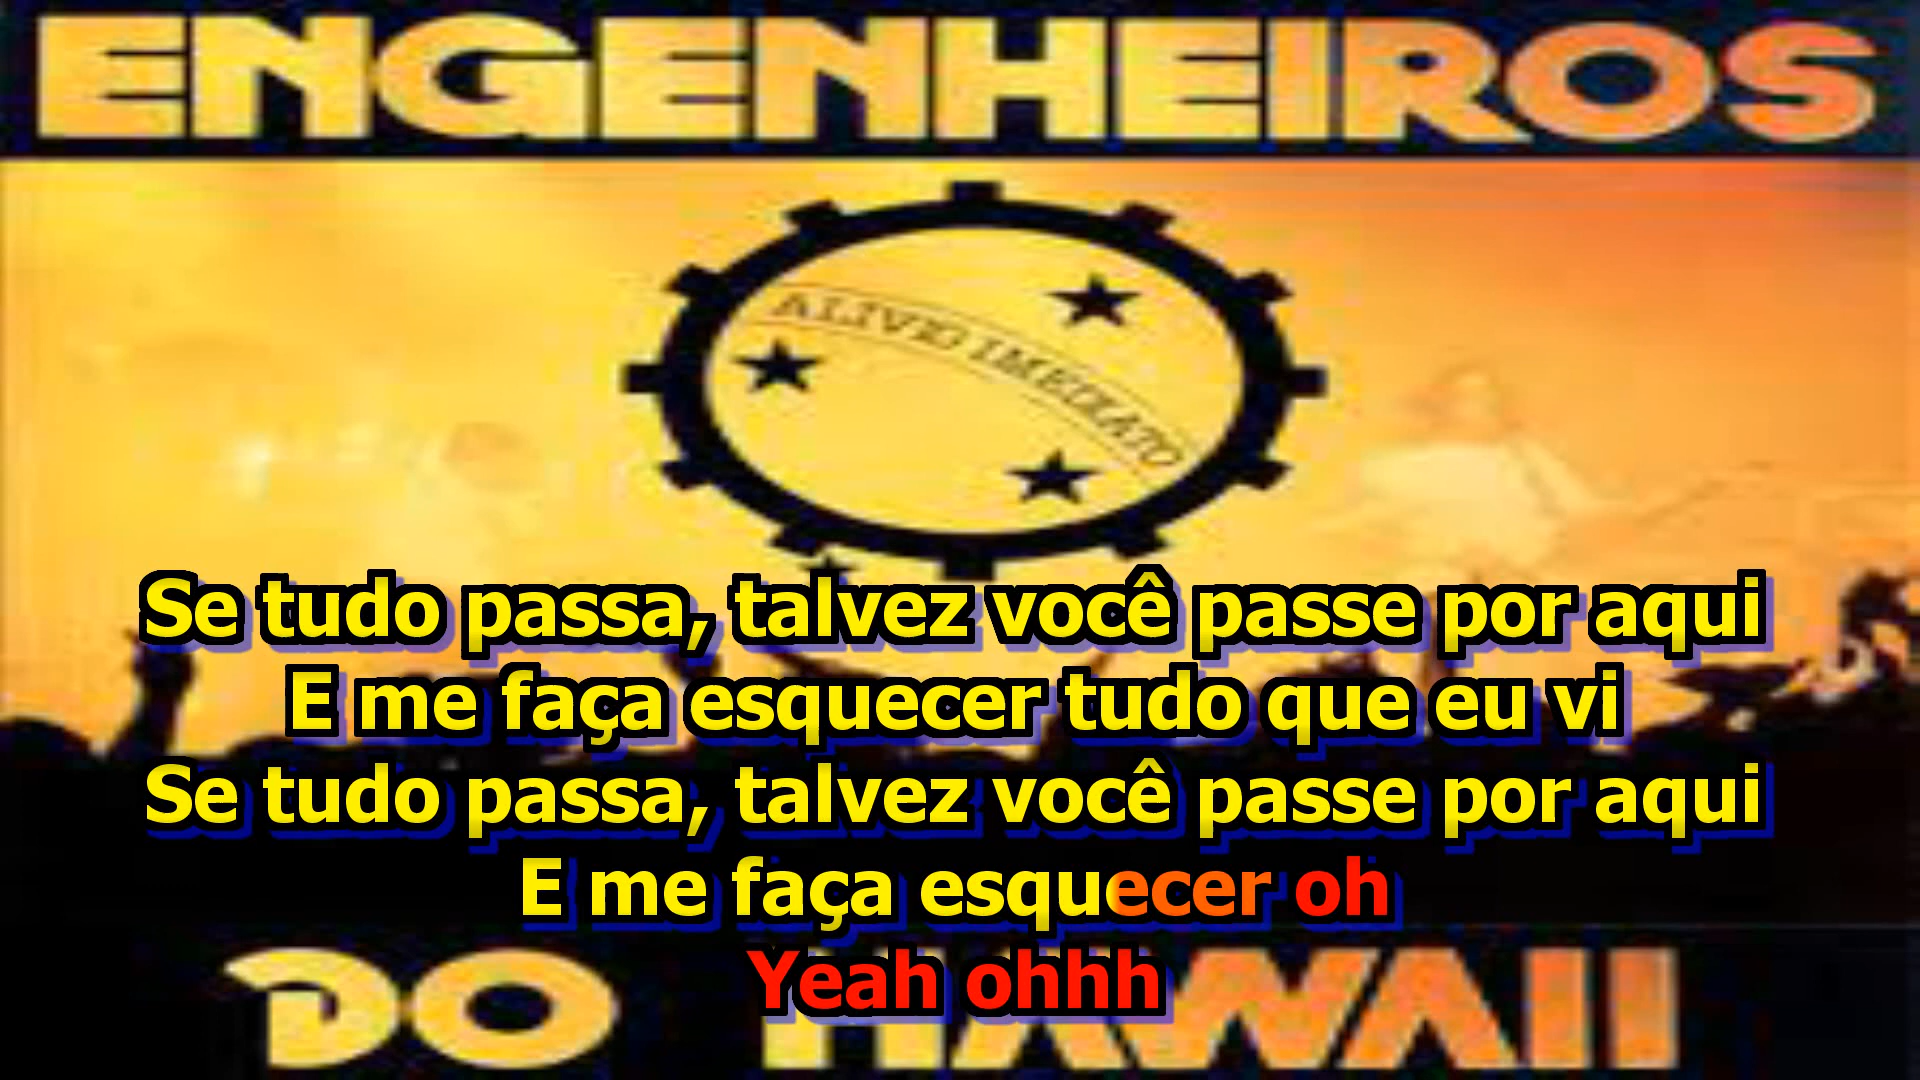 ENGENHEIROS
ALÍVIO IMEDIATO
Se tudo passa, talvez você passe por aqui
E me faça esquecer tudo que eu vi
Se tudo passa, talvez você passe por aqui
E me faça esquecer oh
Yeah ohhh
DO HAWAII